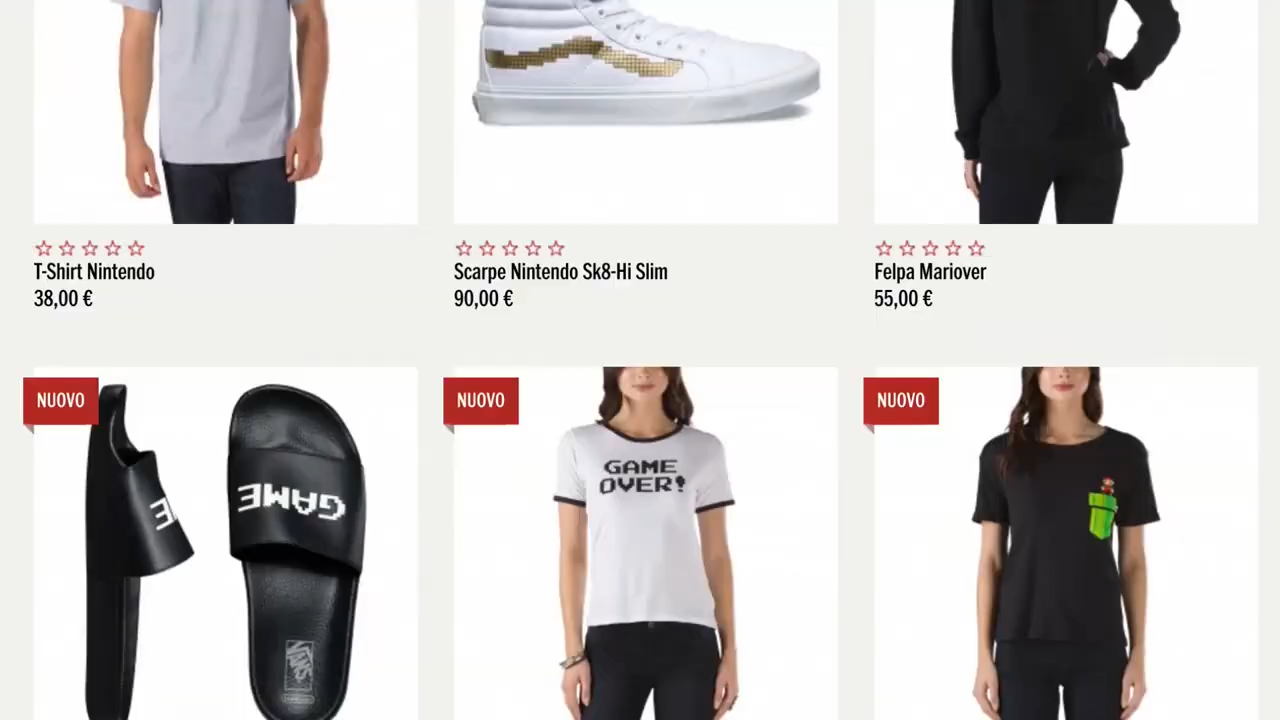 T-Shirt Nintendo
38,00 €
Scarpe Nintendo Sk8-Hi Slim
90,00 €
Felpa Mariover
55,00 €
NUOVO
GAME
VANS
NUOVO
GAME
OVER!
NUOVO